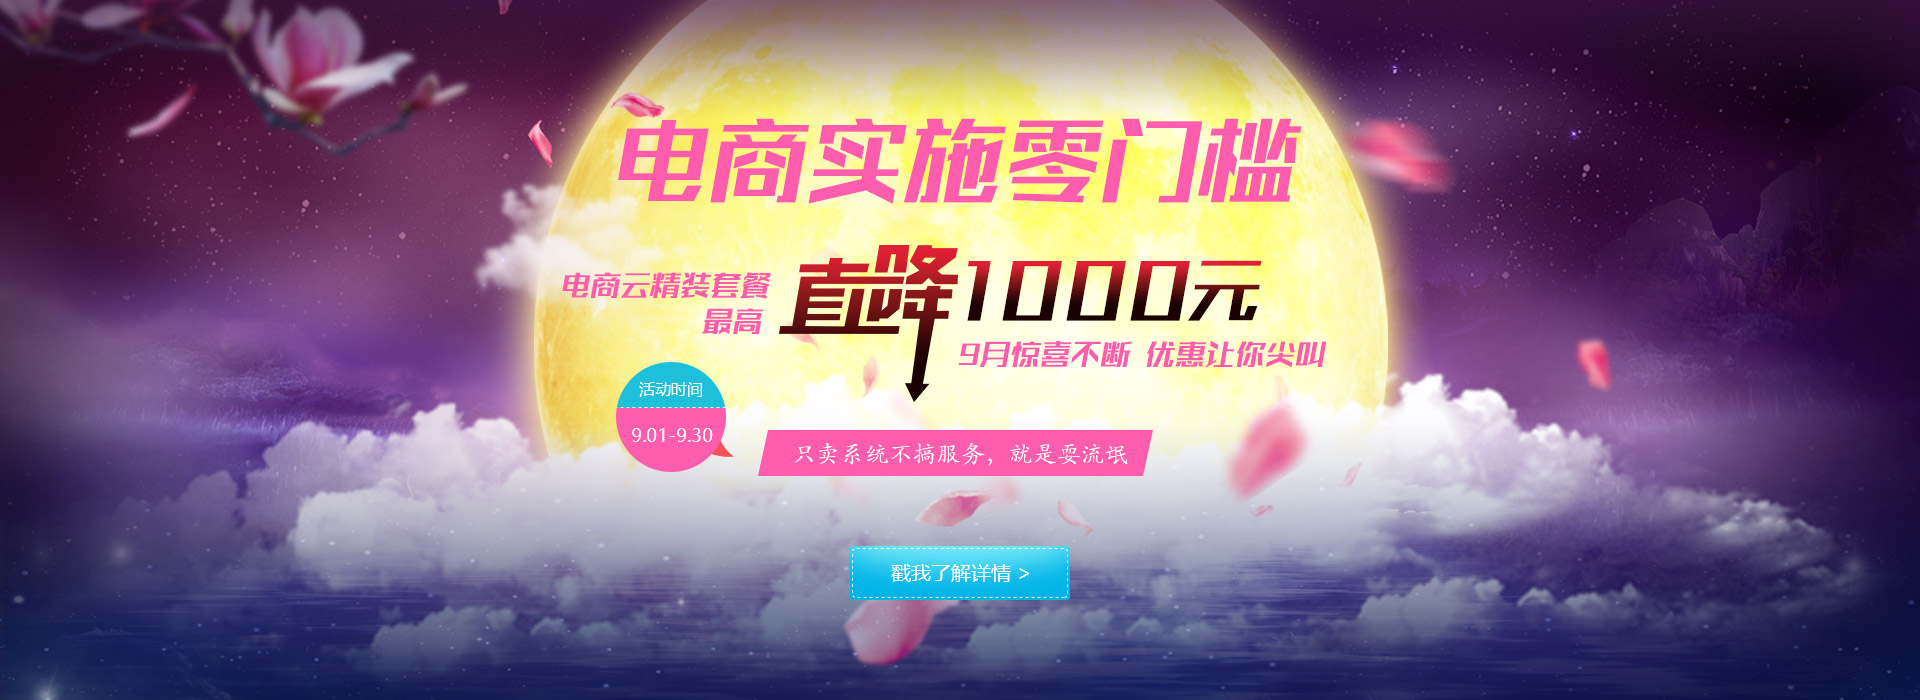 电商实施零门槛
电商云精装套餐
最高
直降1000元
9月惊喜不断 优惠让你尖叫
活动时间
9.01-9.30
只卖系统不搞服务，就是耍流氓
戳我了解详情 >